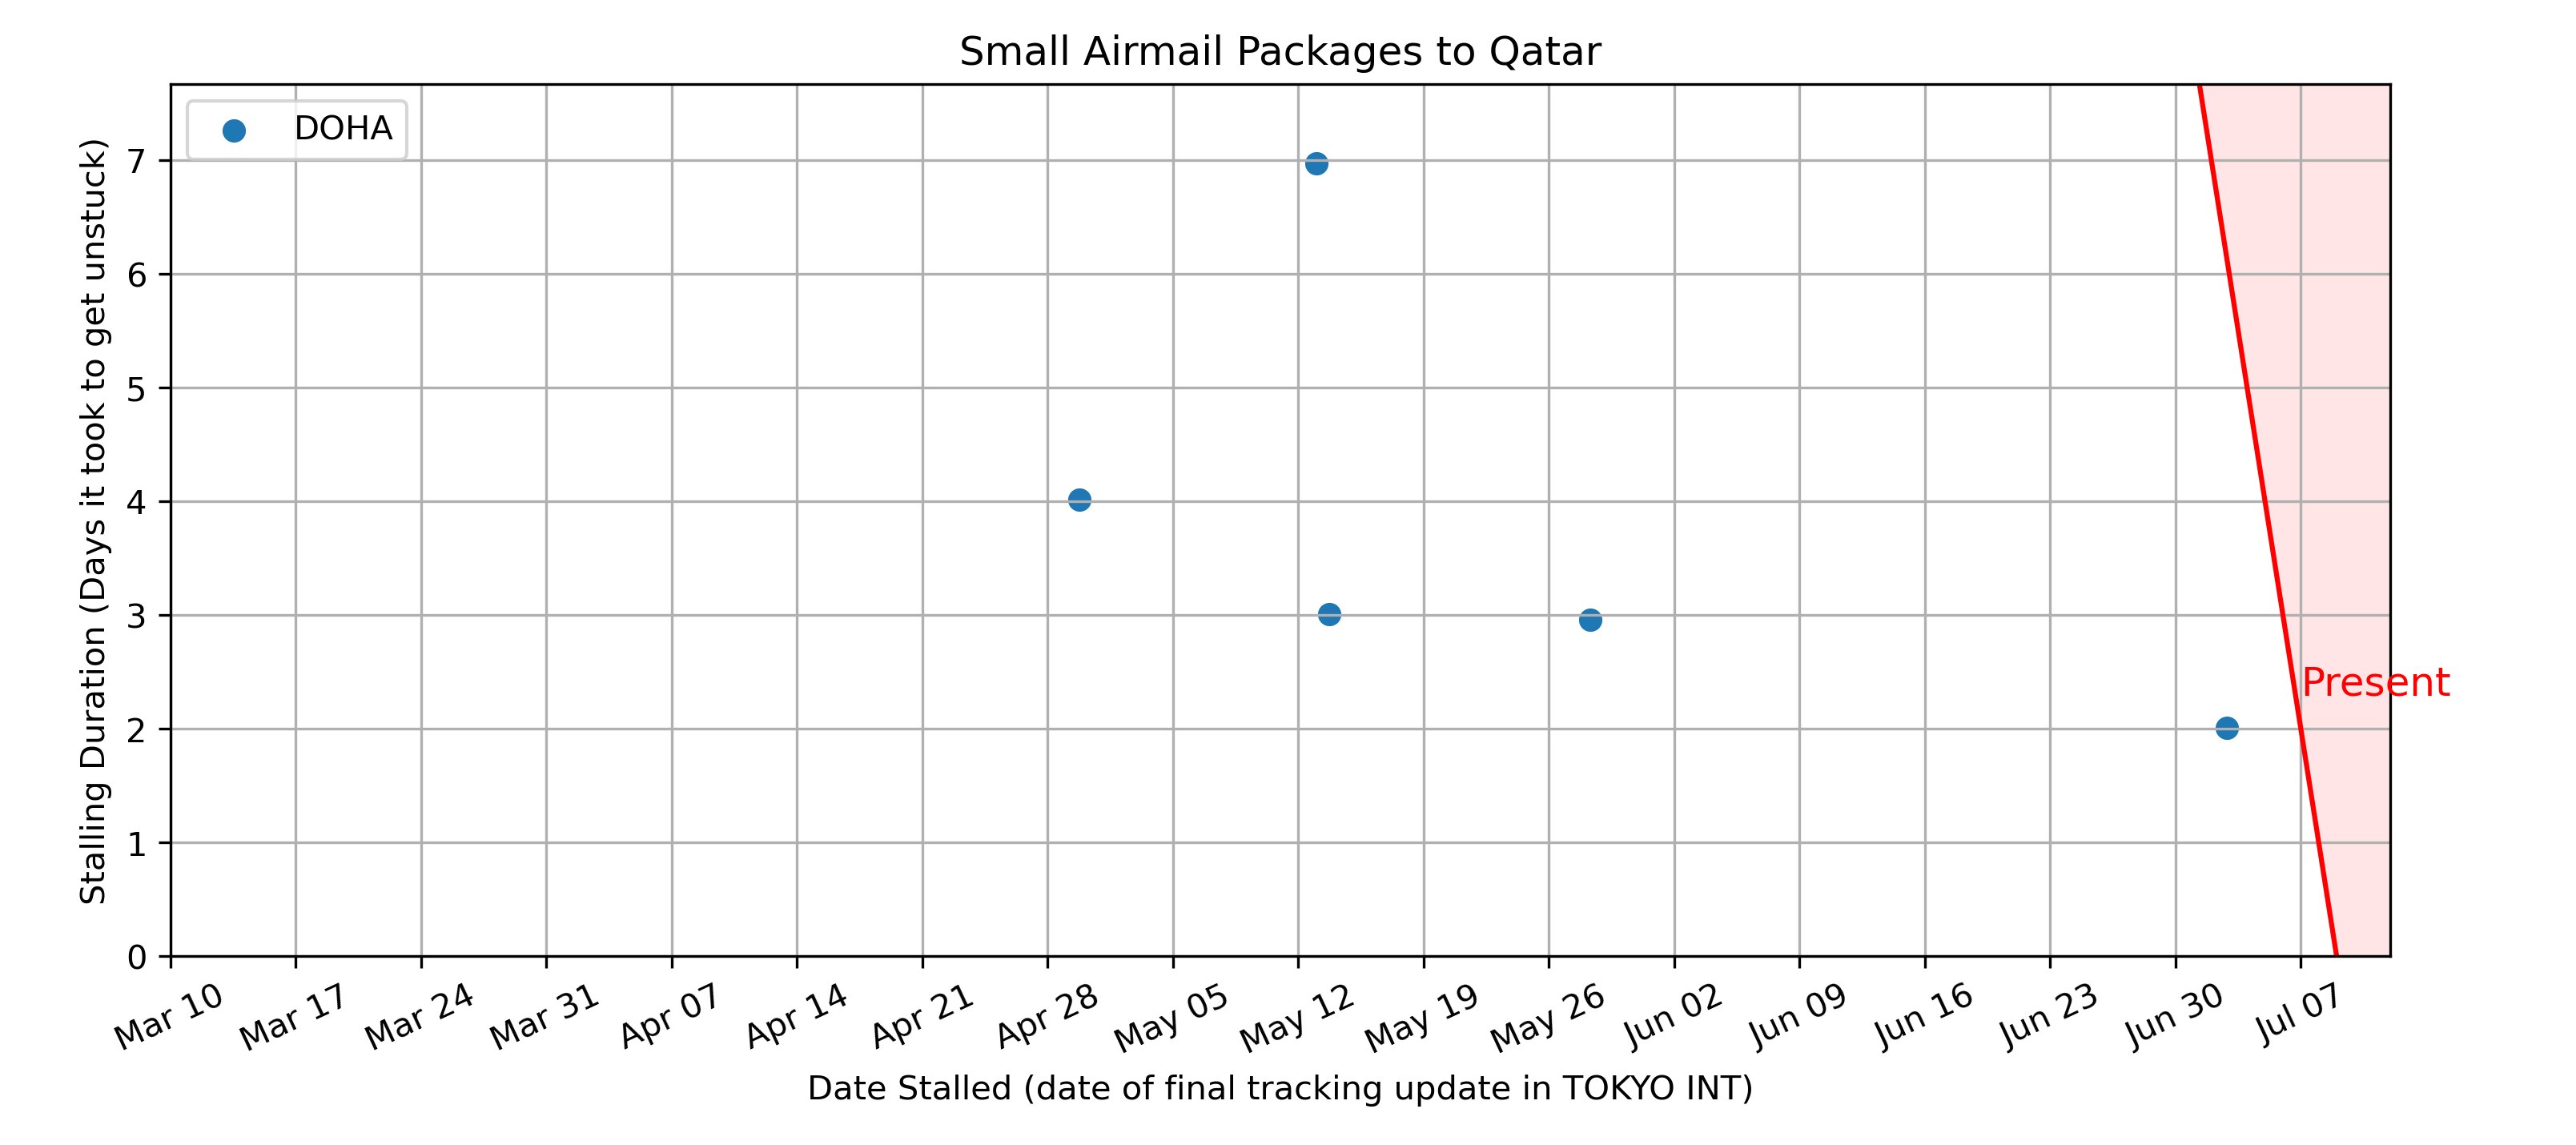 Small Airmail Packages to Qatar
DOHA
Stalling Duration (Days it took to get unstuck)
7
6
5
4
3
2
1
0
Present
Mar 10 Mar 17 Mar 24 Mar 31 Apr 07 Apr 14 Apr 21 Apr 28 May 05 May 12 May 19 May 26 Jun 02 Jun 09 Jun 16 Jun 23 Jun 30 Jul 07
Date Stalled (date of final tracking update in TOKYO INT)